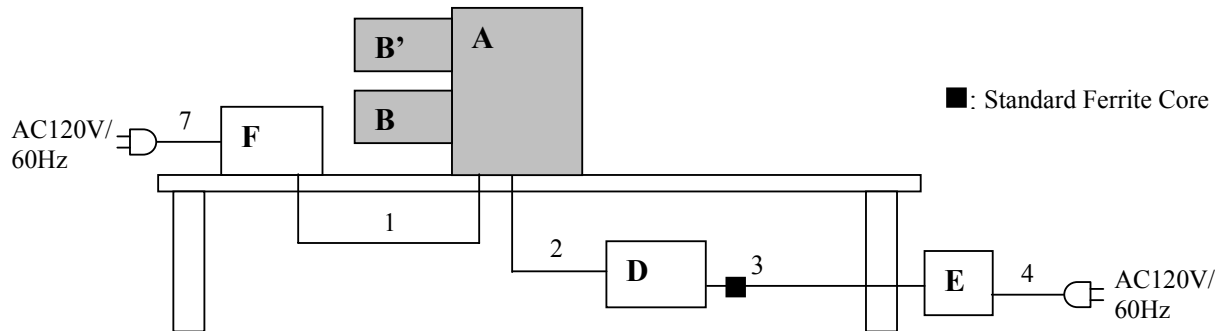 B’
A
■: Standard Ferrite Core
B
AC120V/
60Hz
7
F
1
2
D
3
E
4
AC120V/
60Hz